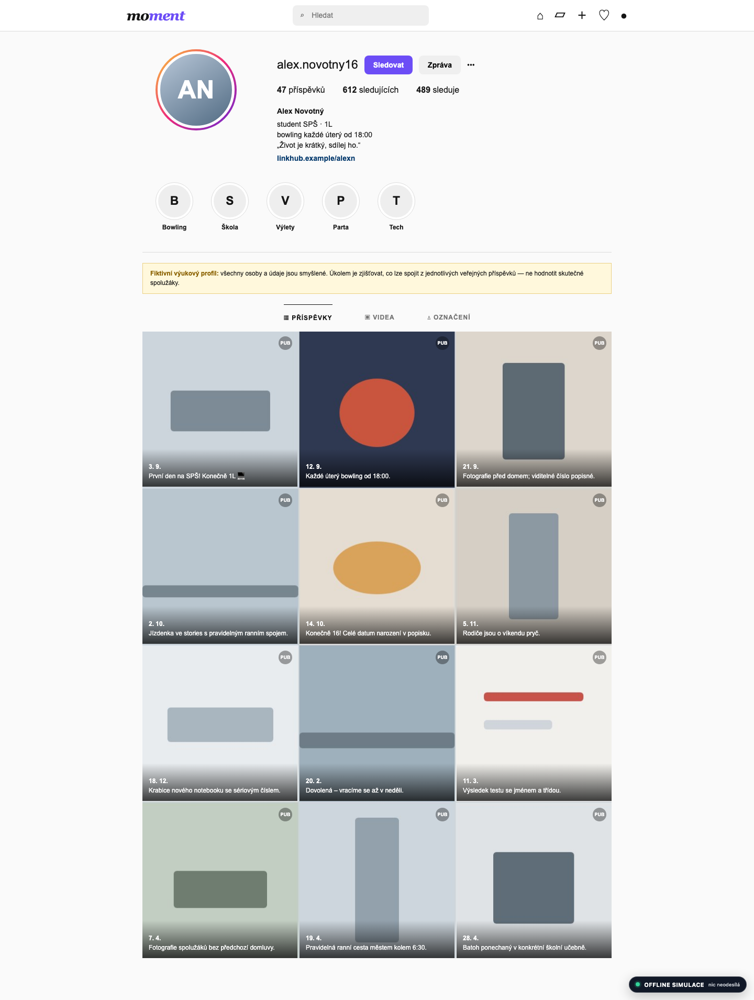 moment
Hledat
AN
alex.novotny16
Sledovat
Zpráva
47 příspěvků
612 sledujících
489 sleduje
Alex Novotný
student SPŠ · 1L
bowling každé úterý od 18:00
„Život je krátký, sdílej ho.“
linkhub.example/alexn
B
S
V
P
T
Bowling
Škola
Výlety
Parta
Tech
Fiktivní výukový profil: všechny osoby a údaje jsou smyšlené. Úkolem je zjišťovat, co lze spojit z jednotlivých veřejných příspěvků — ne hodnotit skutečné
spolužáky.
PŘÍSPĚVKY
VIDEA
OZNAČENÍ
PUB
3. 9.
První den na SPŠ! Konečně 1L
PUB
12. 9.
Každé úterý bowling od 18:00.
PUB
21. 9.
Fotografie před domem; viditelné číslo popisné.
PUB
2. 10.
Jízdenka ve stories s pravidelným ranním spojem.
PUB
14. 10.
Konečně 16! Celé datum narození v popisku.
PUB
5. 11.
Rodiče jsou o víkendu pryč.
PUB
18. 12.
Krabice nového notebooku se sériovým číslem.
PUB
20. 2.
Dovolená – vracíme se až v neděli.
PUB
11. 3.
Výsledek testu se jménem a třídou.
PUB
7. 4.
Fotografie spolužáků bez předchozí domluvy.
PUB
19. 4.
Pravidelná ranní cesta městem kolem 6:30.
PUB
28. 4.
Batoh ponechaný v konkrétní školní učebně.
OFFLINE SIMULACE nic neodesílá